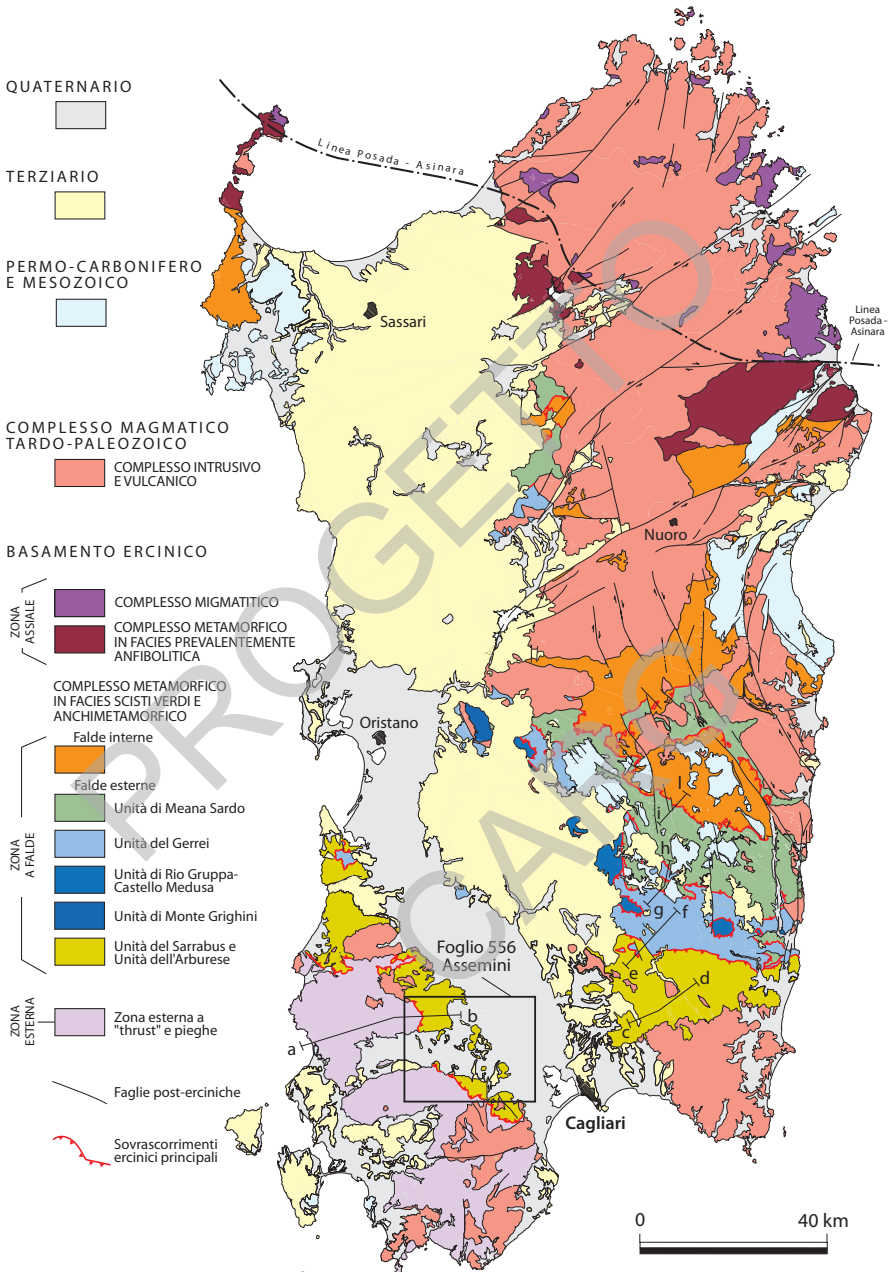 QUATERNARIO
TERZIARIO
PERMO-CARBONIFERO
E MESOZOICO
COMPLESSO MAGMATICO
TARDO-PALEOZOICO
COMPLESSO INTRUSIVO
E VULCANICO
BASAMENTO ERCINICO
ZONA
ASSIALE
COMPLESSO MIGMATITICO
COMPLESSO METAMORFICO
IN FACIES PREVALENTEMENTE
ANFIBOLITICA
COMPLESSO METAMORFICO
IN FACIES SCISTI VERDI E
ANCHIMETAMORFICO
ZONA
A FALDE
Falde interne
Falde esterne
Unità di Meana Sardo
Unità del Gerrei
Unità di Rio Gruppa-
Castello Medusa
Unità di Monte Grighini
Unità del Sarrabus e
Unità dell'Arburese
ZONA
ESTERNA
Zona esterna a
"thrust" e pieghe
Faglie post-erciniche
Sovrascorrimenti
ercinici principali
Linea Posada - Asinara
Sassari
Linea
Posada -
Asinara
Nuoro
Oristano
l
i
h
g
f
e
d
c
Foglio 556
Assemini
b
a
Cagliari
0 40 km
PROGETTO
CARG